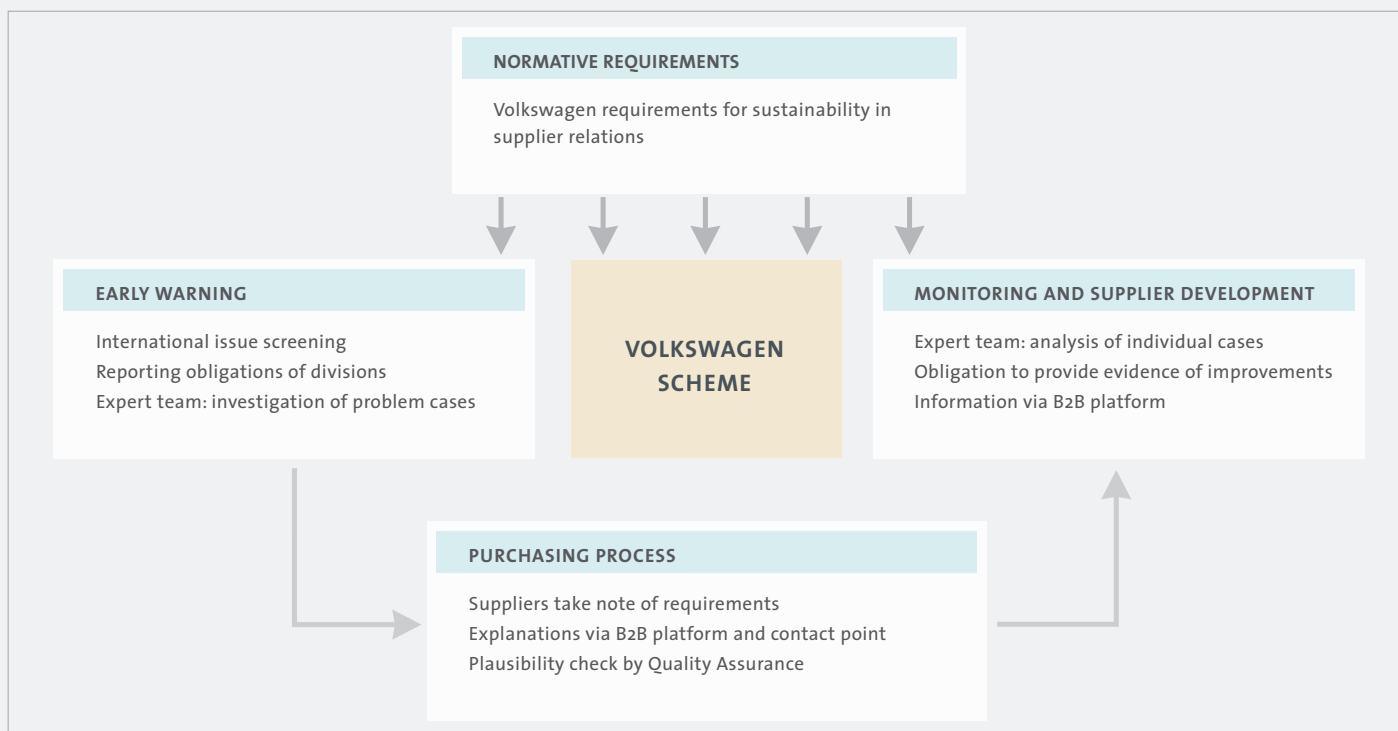 NORMATIVE REQUIREMENTS
Volkswagen requirements for sustainability in
supplier relations
EARLY WARNING
International issue screening
Reporting obligations of divisions
Expert team: investigation of problem cases
VOLKSWAGEN
SCHEME
MONITORING AND SUPPLIER DEVELOPMENT
Expert team: analysis of individual cases
Obligation to provide evidence of improvements
Information via B2B platform
PURCHASING PROCESS
Suppliers take note of requirements
Explanations via B2B platform and contact point
Plausibility check by Quality Assurance